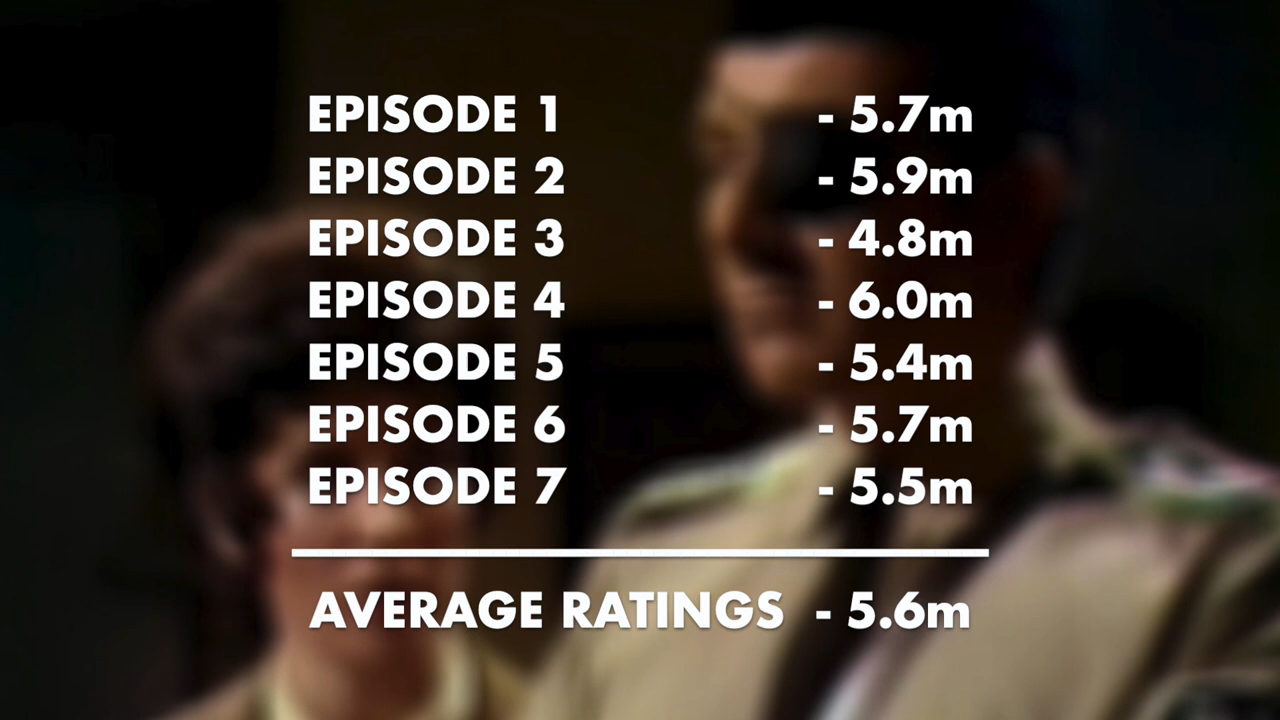 EPISODE 1 - 5.7m
EPISODE 2 - 5.9m
EPISODE 3 - 4.8m
EPISODE 4 - 6.0m
EPISODE 5 - 5.4m
EPISODE 6 - 5.7m
EPISODE 7 - 5.5m
AVERAGE RATINGS - 5.6m